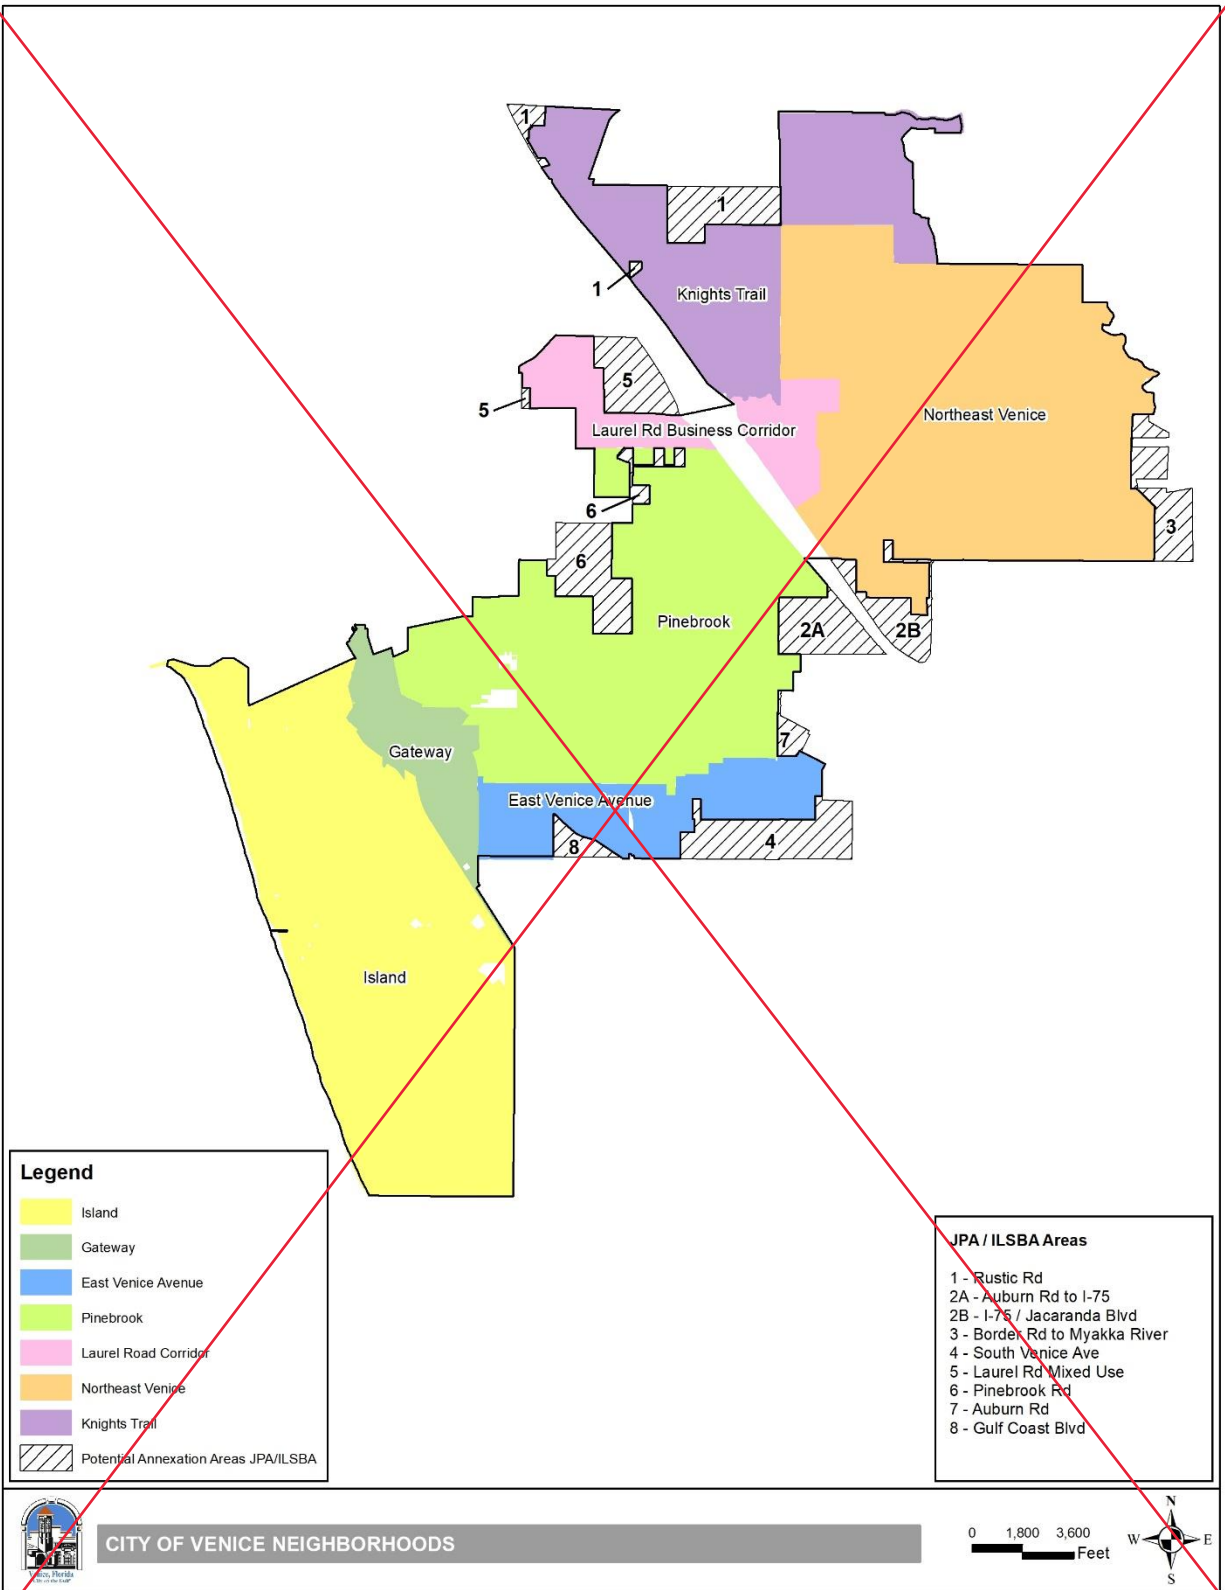 1
1
1
Knights Trail
5
5
Northeast Venice
Laurel Rd Business Corridor
6
3
6
Pinebrook
2A
2B
7
Gateway
East Venice Avenue
8
4
Island
Legend
Island
Gateway
East Venice Avenue
Pinebrook
Laurel Road Corridor
Northeast Venice
Knights Trail
Potential Annexation Areas JPA/ILSBA
JPA / ILSBA Areas
1 - Rustic Rd
2A - Auburn Rd to I-75
2B - I-75 / Jacaranda Blvd
3 - Border Rd to Myakka River
4 - South Venice Ave
5 - Laurel Rd Mixed Use
6 - Pinebrook Rd
7 - Auburn Rd
8 - Gulf Coast Blvd
Venice, Florida
CITY OF VENICE NEIGHBORHOODS
0 1,800 3,600
Feet
N
W E
S